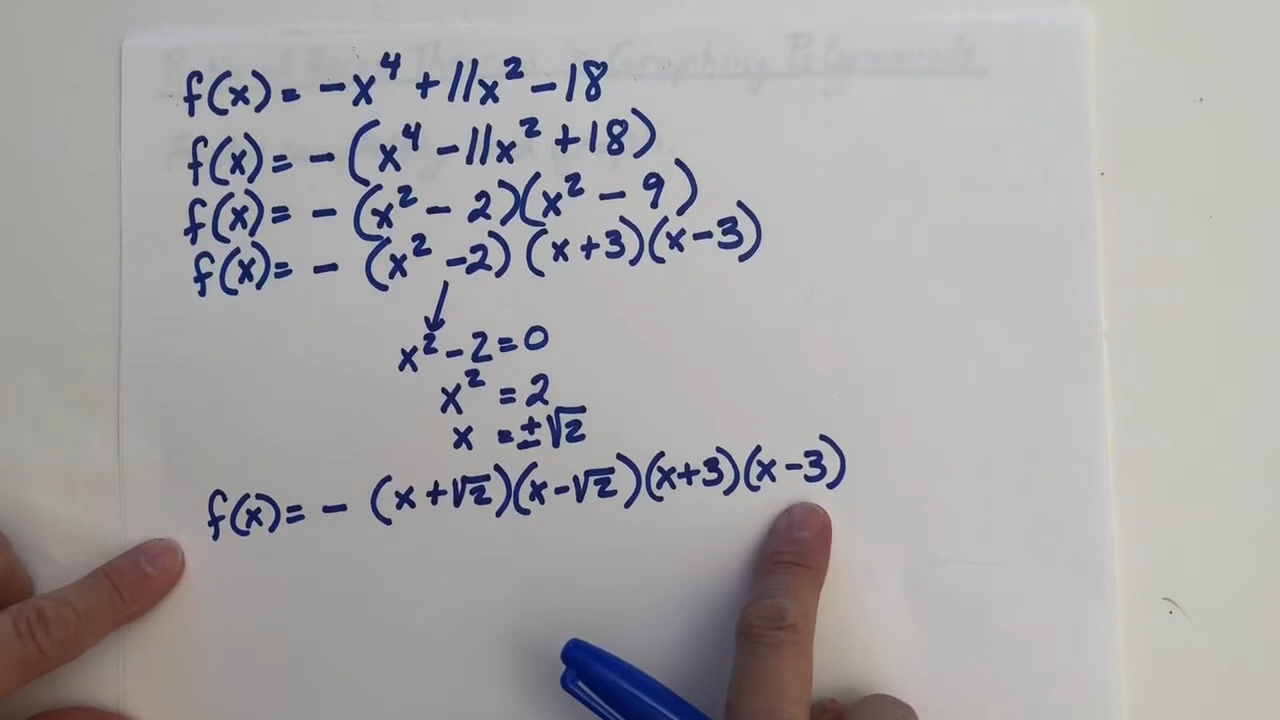 f(x) = -x⁴ + 11x² - 18
f(x) = -(x⁴ - 11x² + 18)
f(x) = -(x² - 2)(x² - 9)
f(x) = -(x² - 2)(x + 3)(x - 3)
x² - 2 = 0
x² = 2
x = ±√2
f(x) = -(x + √2)(x - √2)(x + 3)(x - 3)